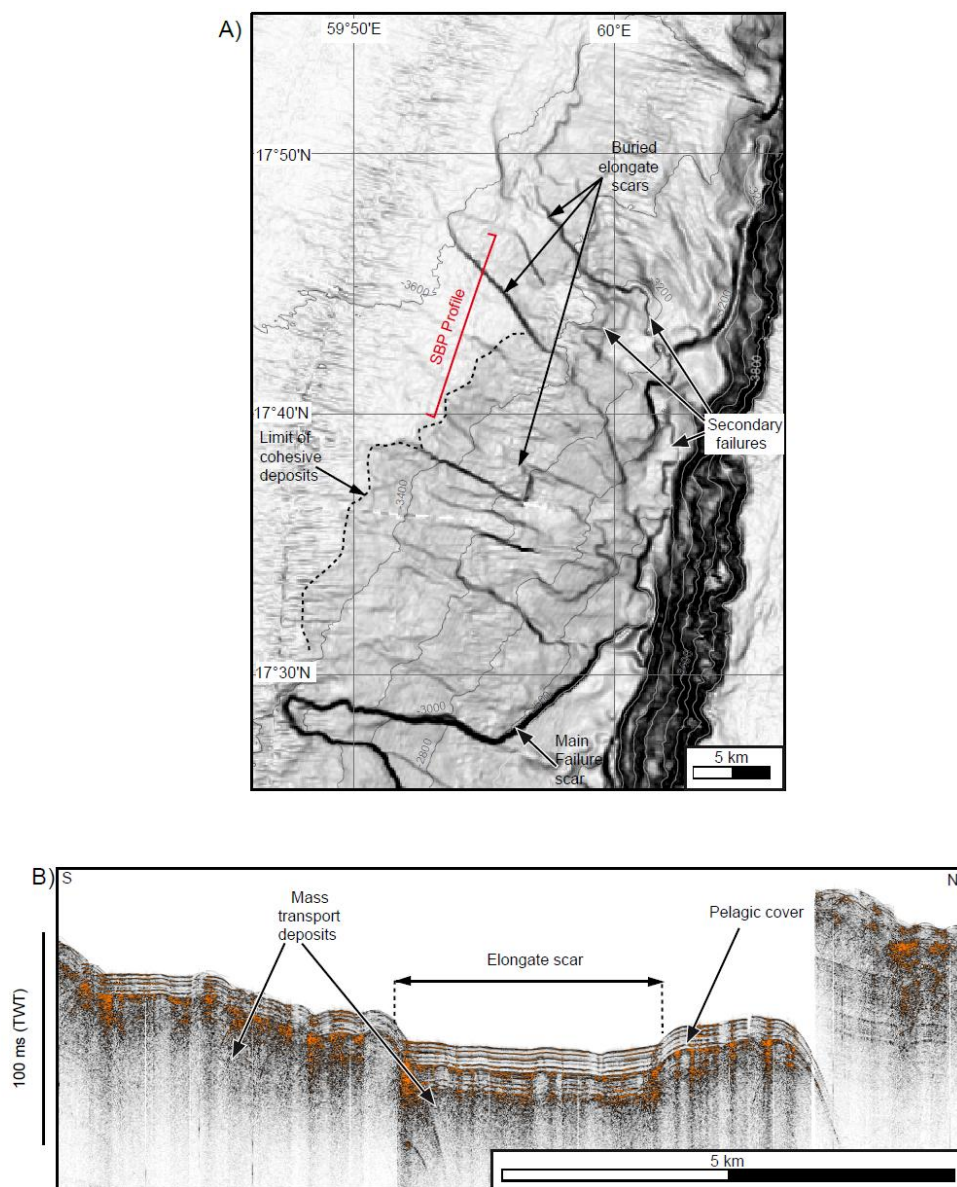 A)
59°50'E
60°E
17°50'N
Buried
elongate
scars
-3600
3200
SBP Profile
-3800
17°40'N
Limit of
cohesive
deposits
Secondary
failures
-3400
17°30'N
-3000
2800
Main
Failure
scar
5 km
B)
S
N
Mass
transport
deposits
Pelagic cover
Elongate scar
100 ms (TWT)
5 km